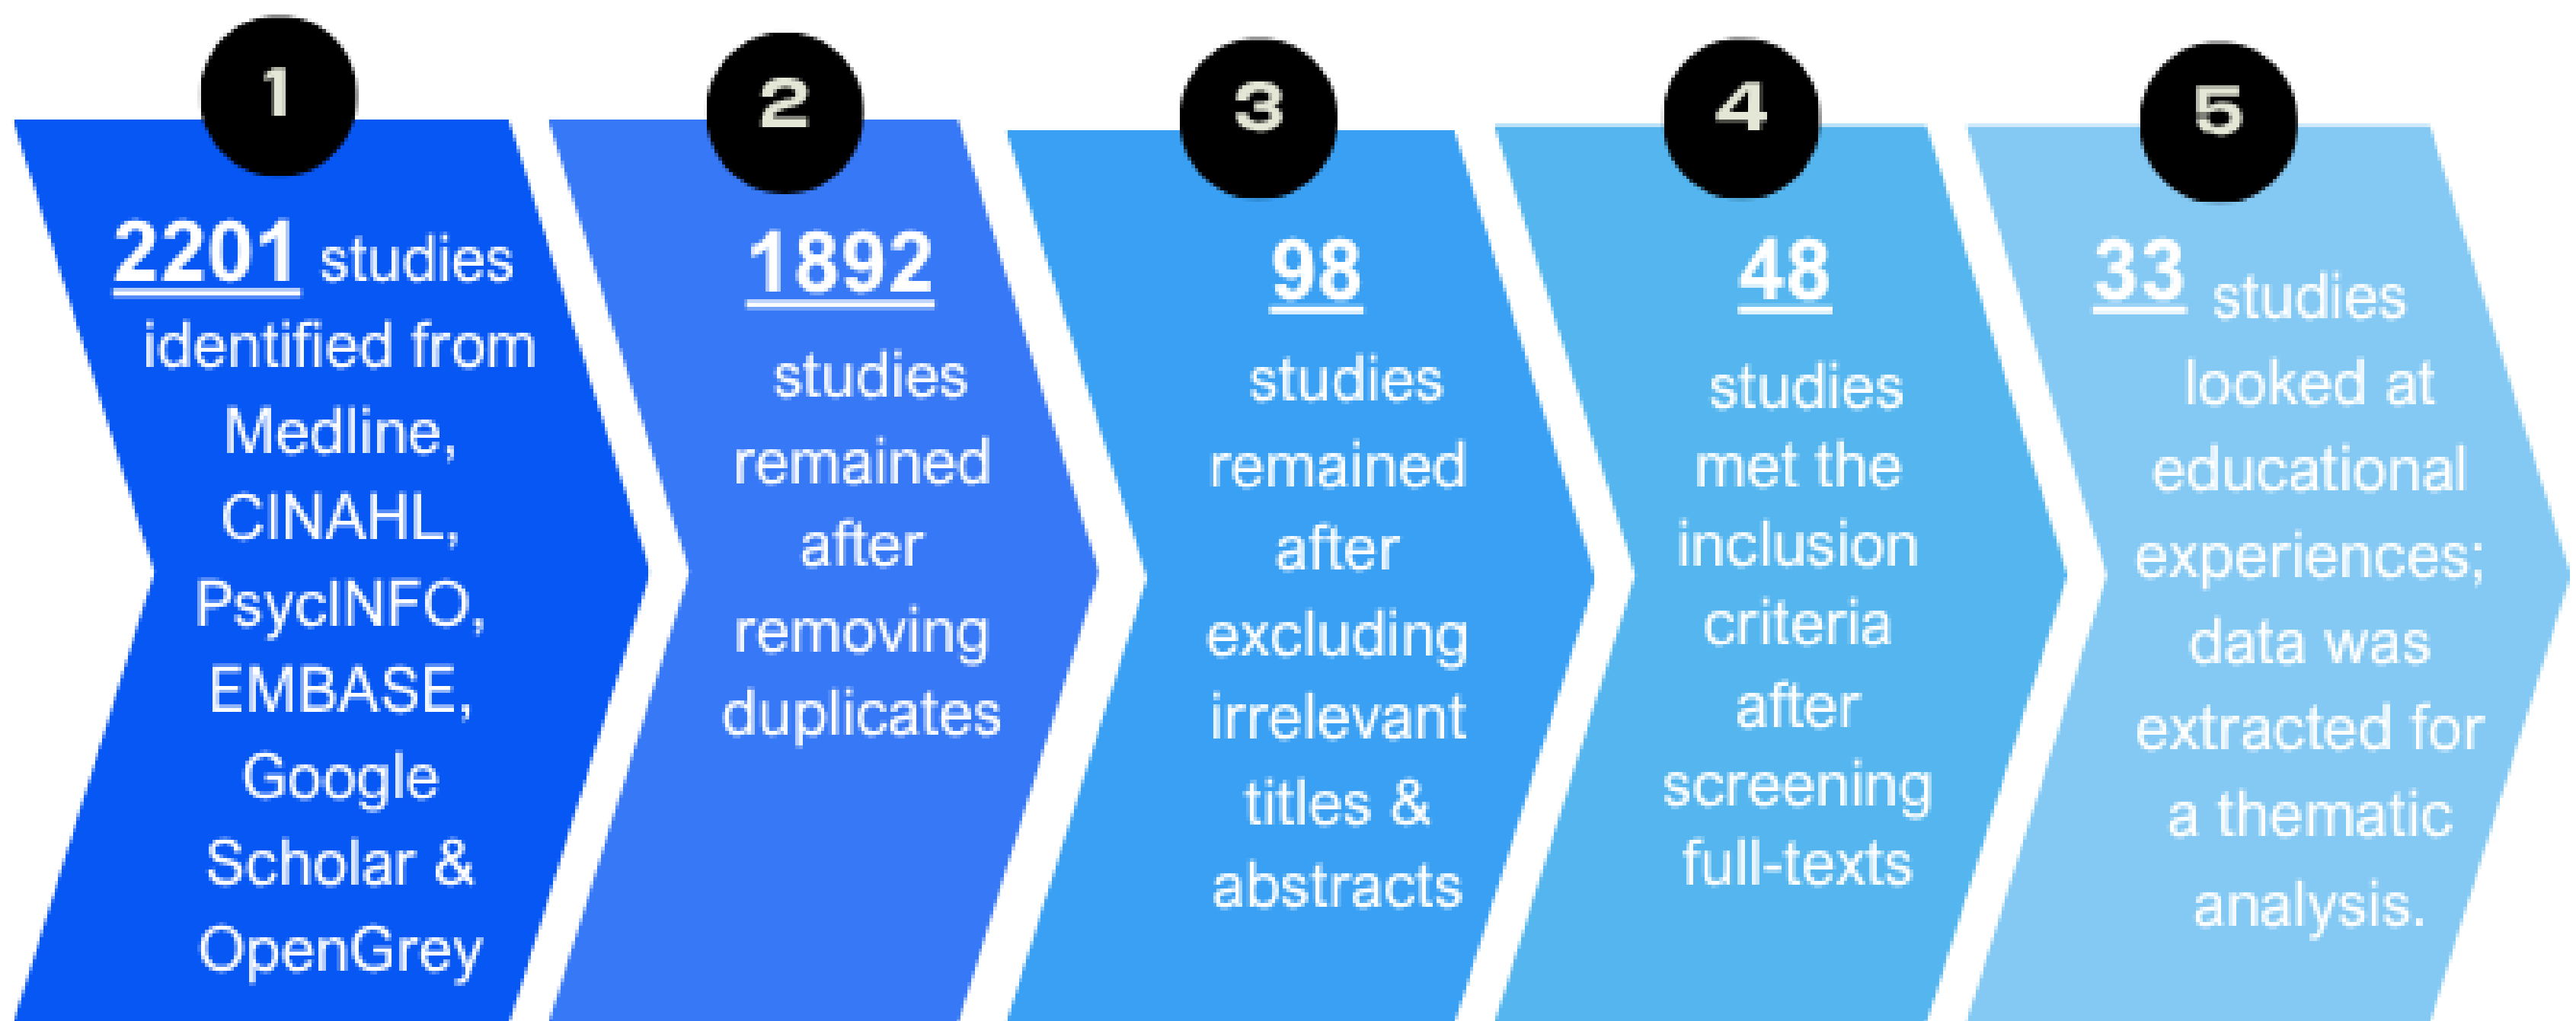 1
2201 studies
identified from
Medline,
CINAHL,
PsycINFO,
EMBASE,
Google
Scholar &
OpenGrey
2
1892
studies
remained
after
removing
duplicates
3
98
studies
remained
after
excluding
irrelevant
titles &
abstracts
4
48
studies
met the
inclusion
criteria
after
screening
full-texts
5
33 studies
looked at
educational
experiences;
data was
extracted for
a thematic
analysis.